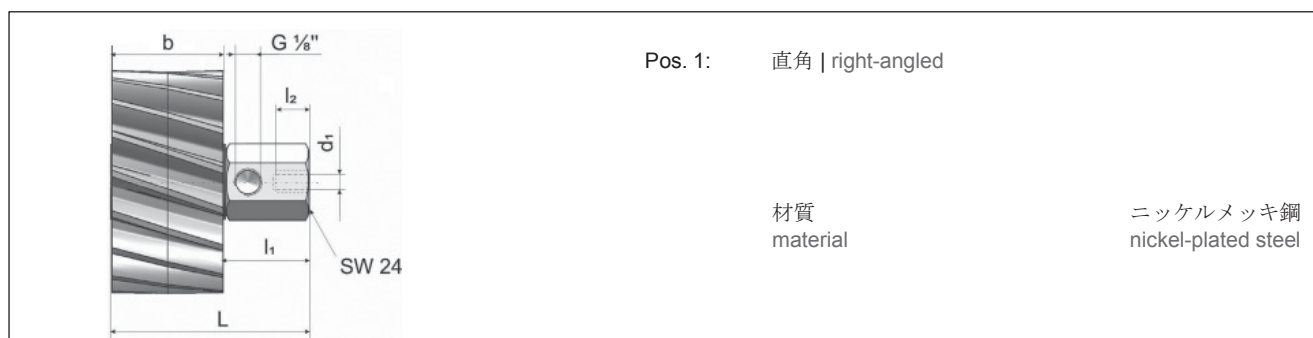 b
G ⅛"
l₂
d₁
l₁
SW 24
L
Pos. 1:
直角 | right-angled
材質
material
ニッケルメッキ鋼
nickel-plated steel